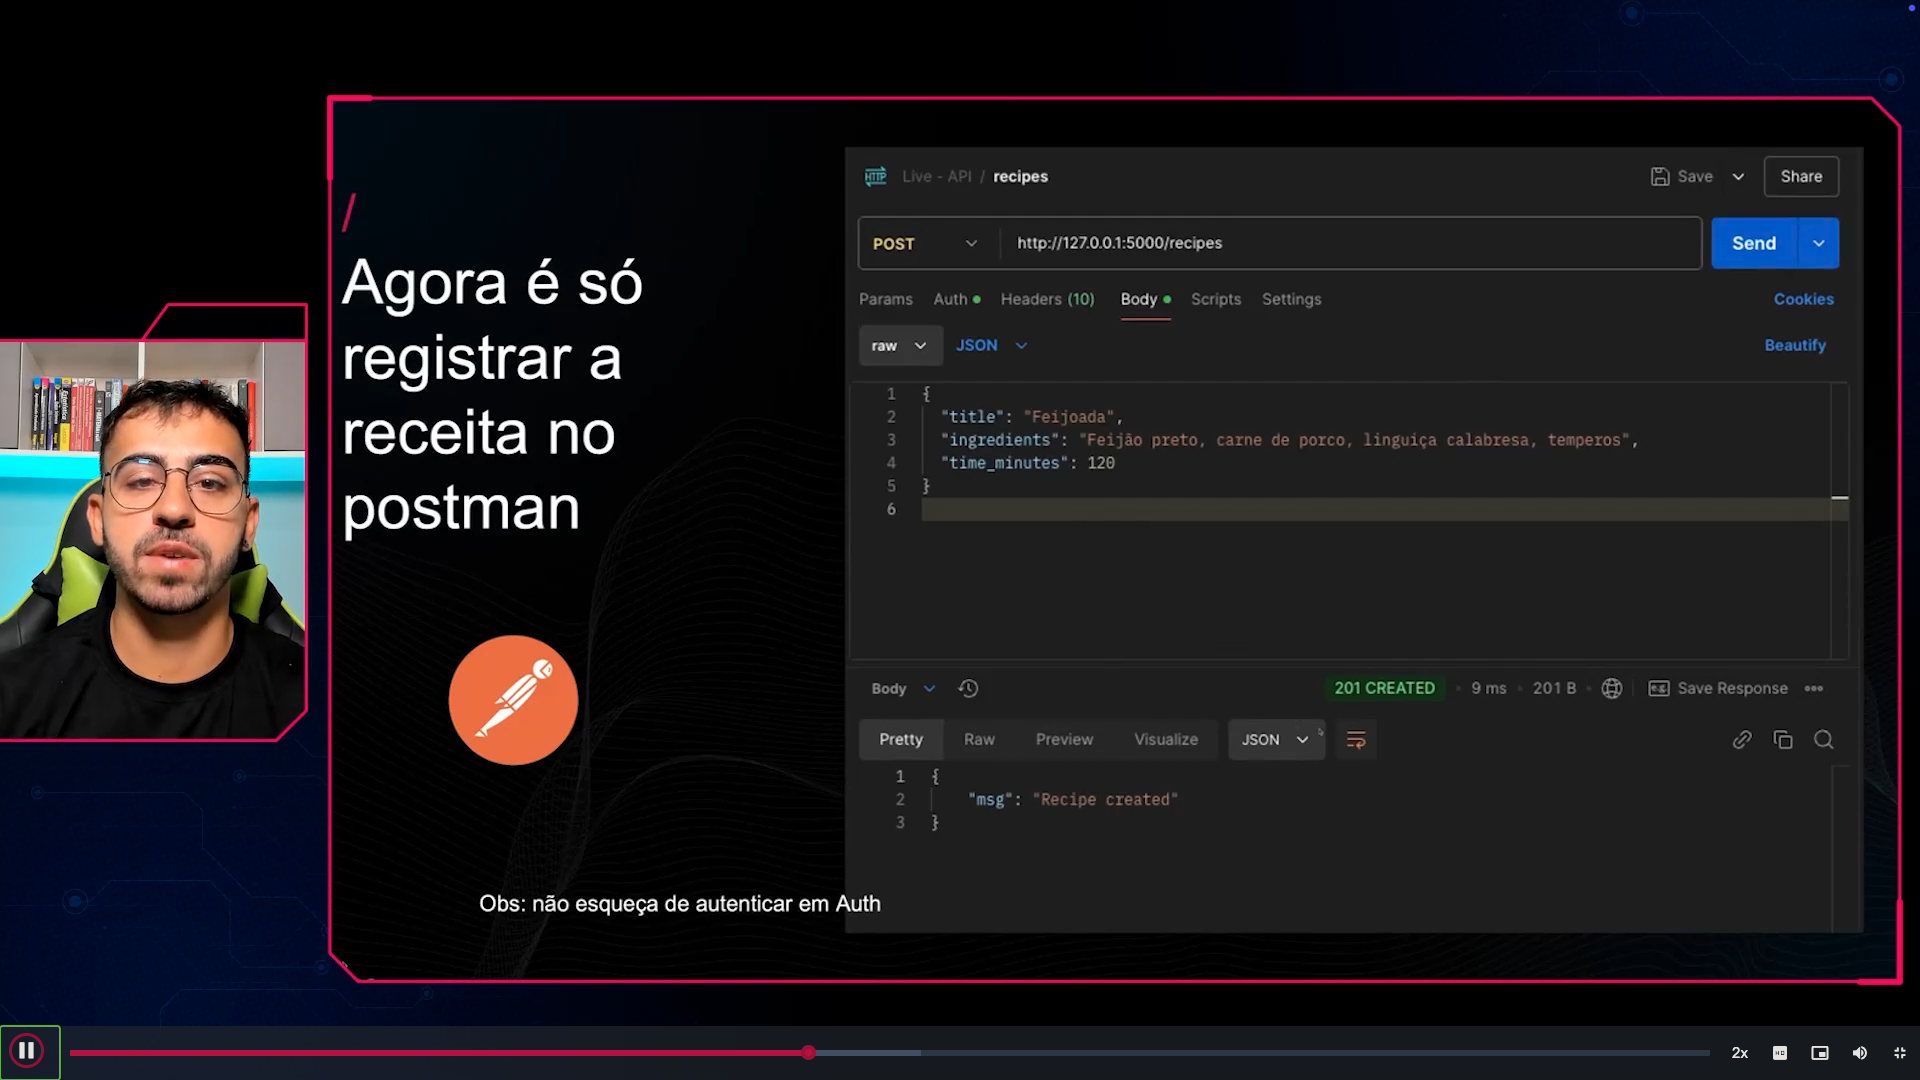 /
Agora é só
registrar a
receita no
postman
Obs: não esqueça de autenticar em Auth
HTTP Live - API / recipes
Save
Share
POST
http://127.0.0.1:5000/recipes
Send
Params Auth Headers (10) Body Scripts Settings
Cookies
raw JSON
Beautify
1 {
2 "title": "Feijoada",
3 "ingredients": "Feijão preto, carne de porco, linguiça calabresa, temperos",
4 "time_minutes": 120
5 }
6
Body
201 CREATED • 9 ms • 201 B
Save Response
Pretty Raw Preview Visualize JSON
1 {
2 "msg": "Recipe created"
3 }
2x